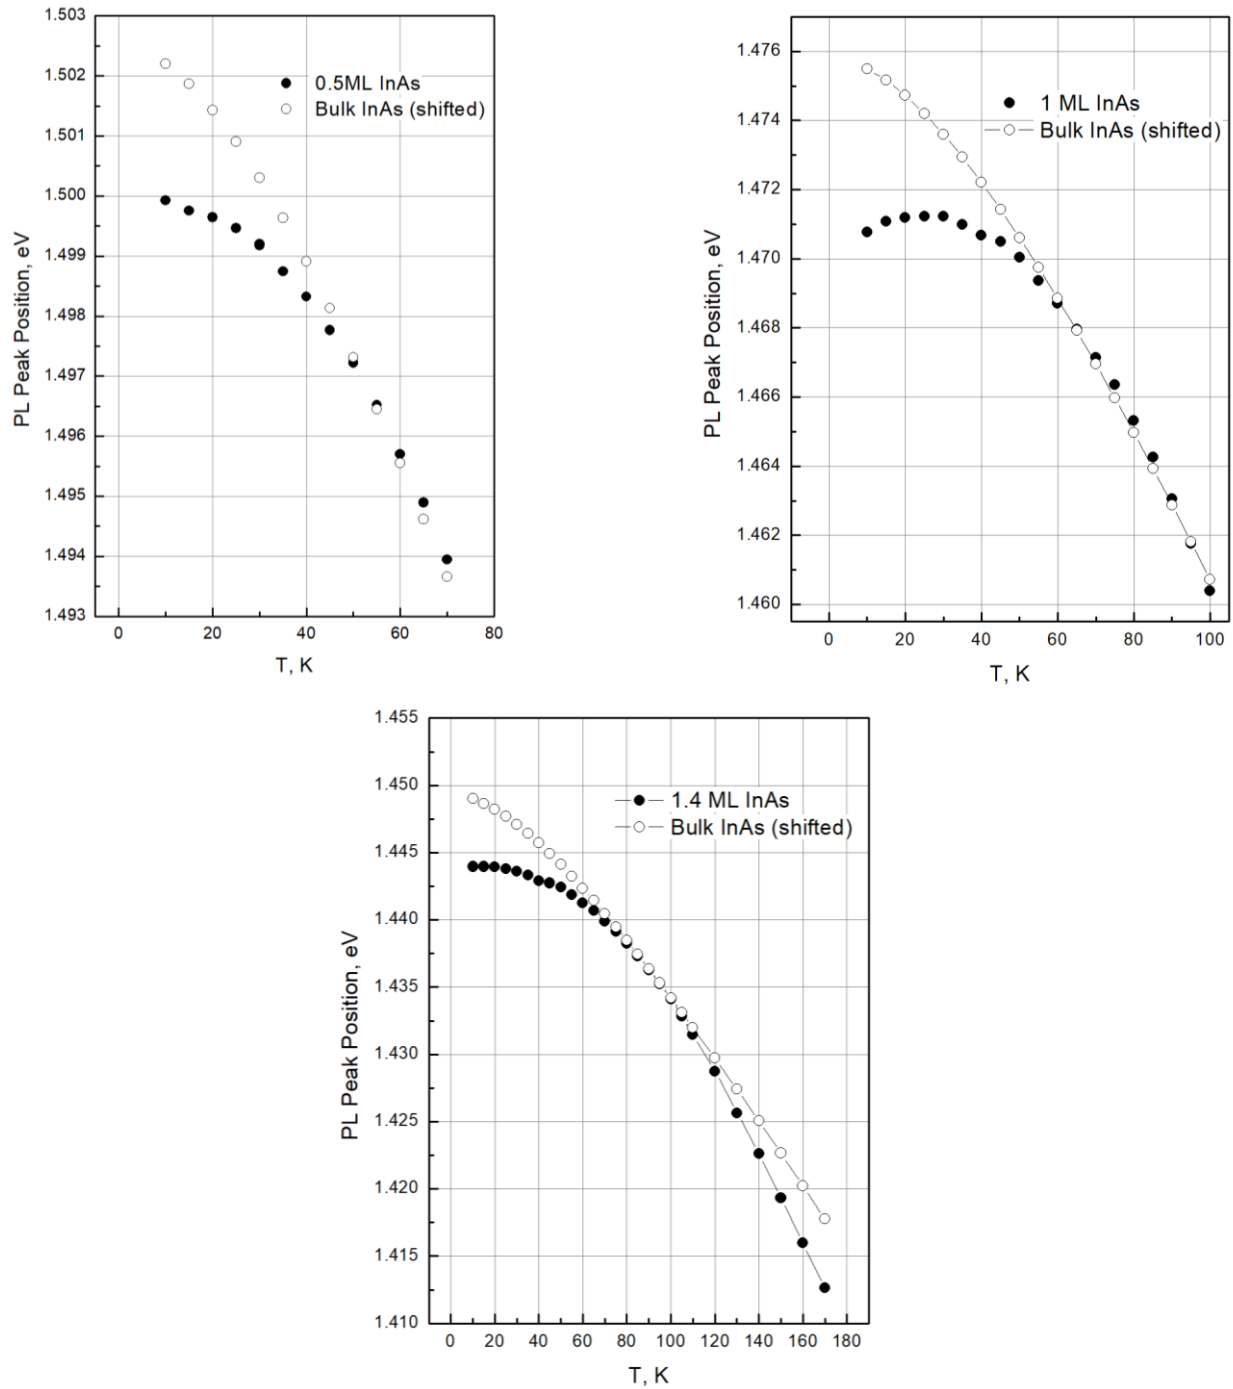 1.503
1.502
1.501
1.500
1.499
1.498
1.497
1.496
1.495
1.494
1.493
PL Peak Position, eV
0.5ML InAs
Bulk InAs (shifted)
0 20 40 60 80
T, K
1.476
1.474
1.472
1.470
1.468
1.466
1.464
1.462
1.460
PL Peak Position, eV
1 ML InAs
Bulk InAs (shifted)
0 20 40 60 80 100
T, K
1.455
1.450
1.445
1.440
1.435
1.430
1.425
1.420
1.415
1.410
PL Peak Position, eV
1.4 ML InAs
Bulk InAs (shifted)
0 20 40 60 80 100 120 140 160 180
T, K